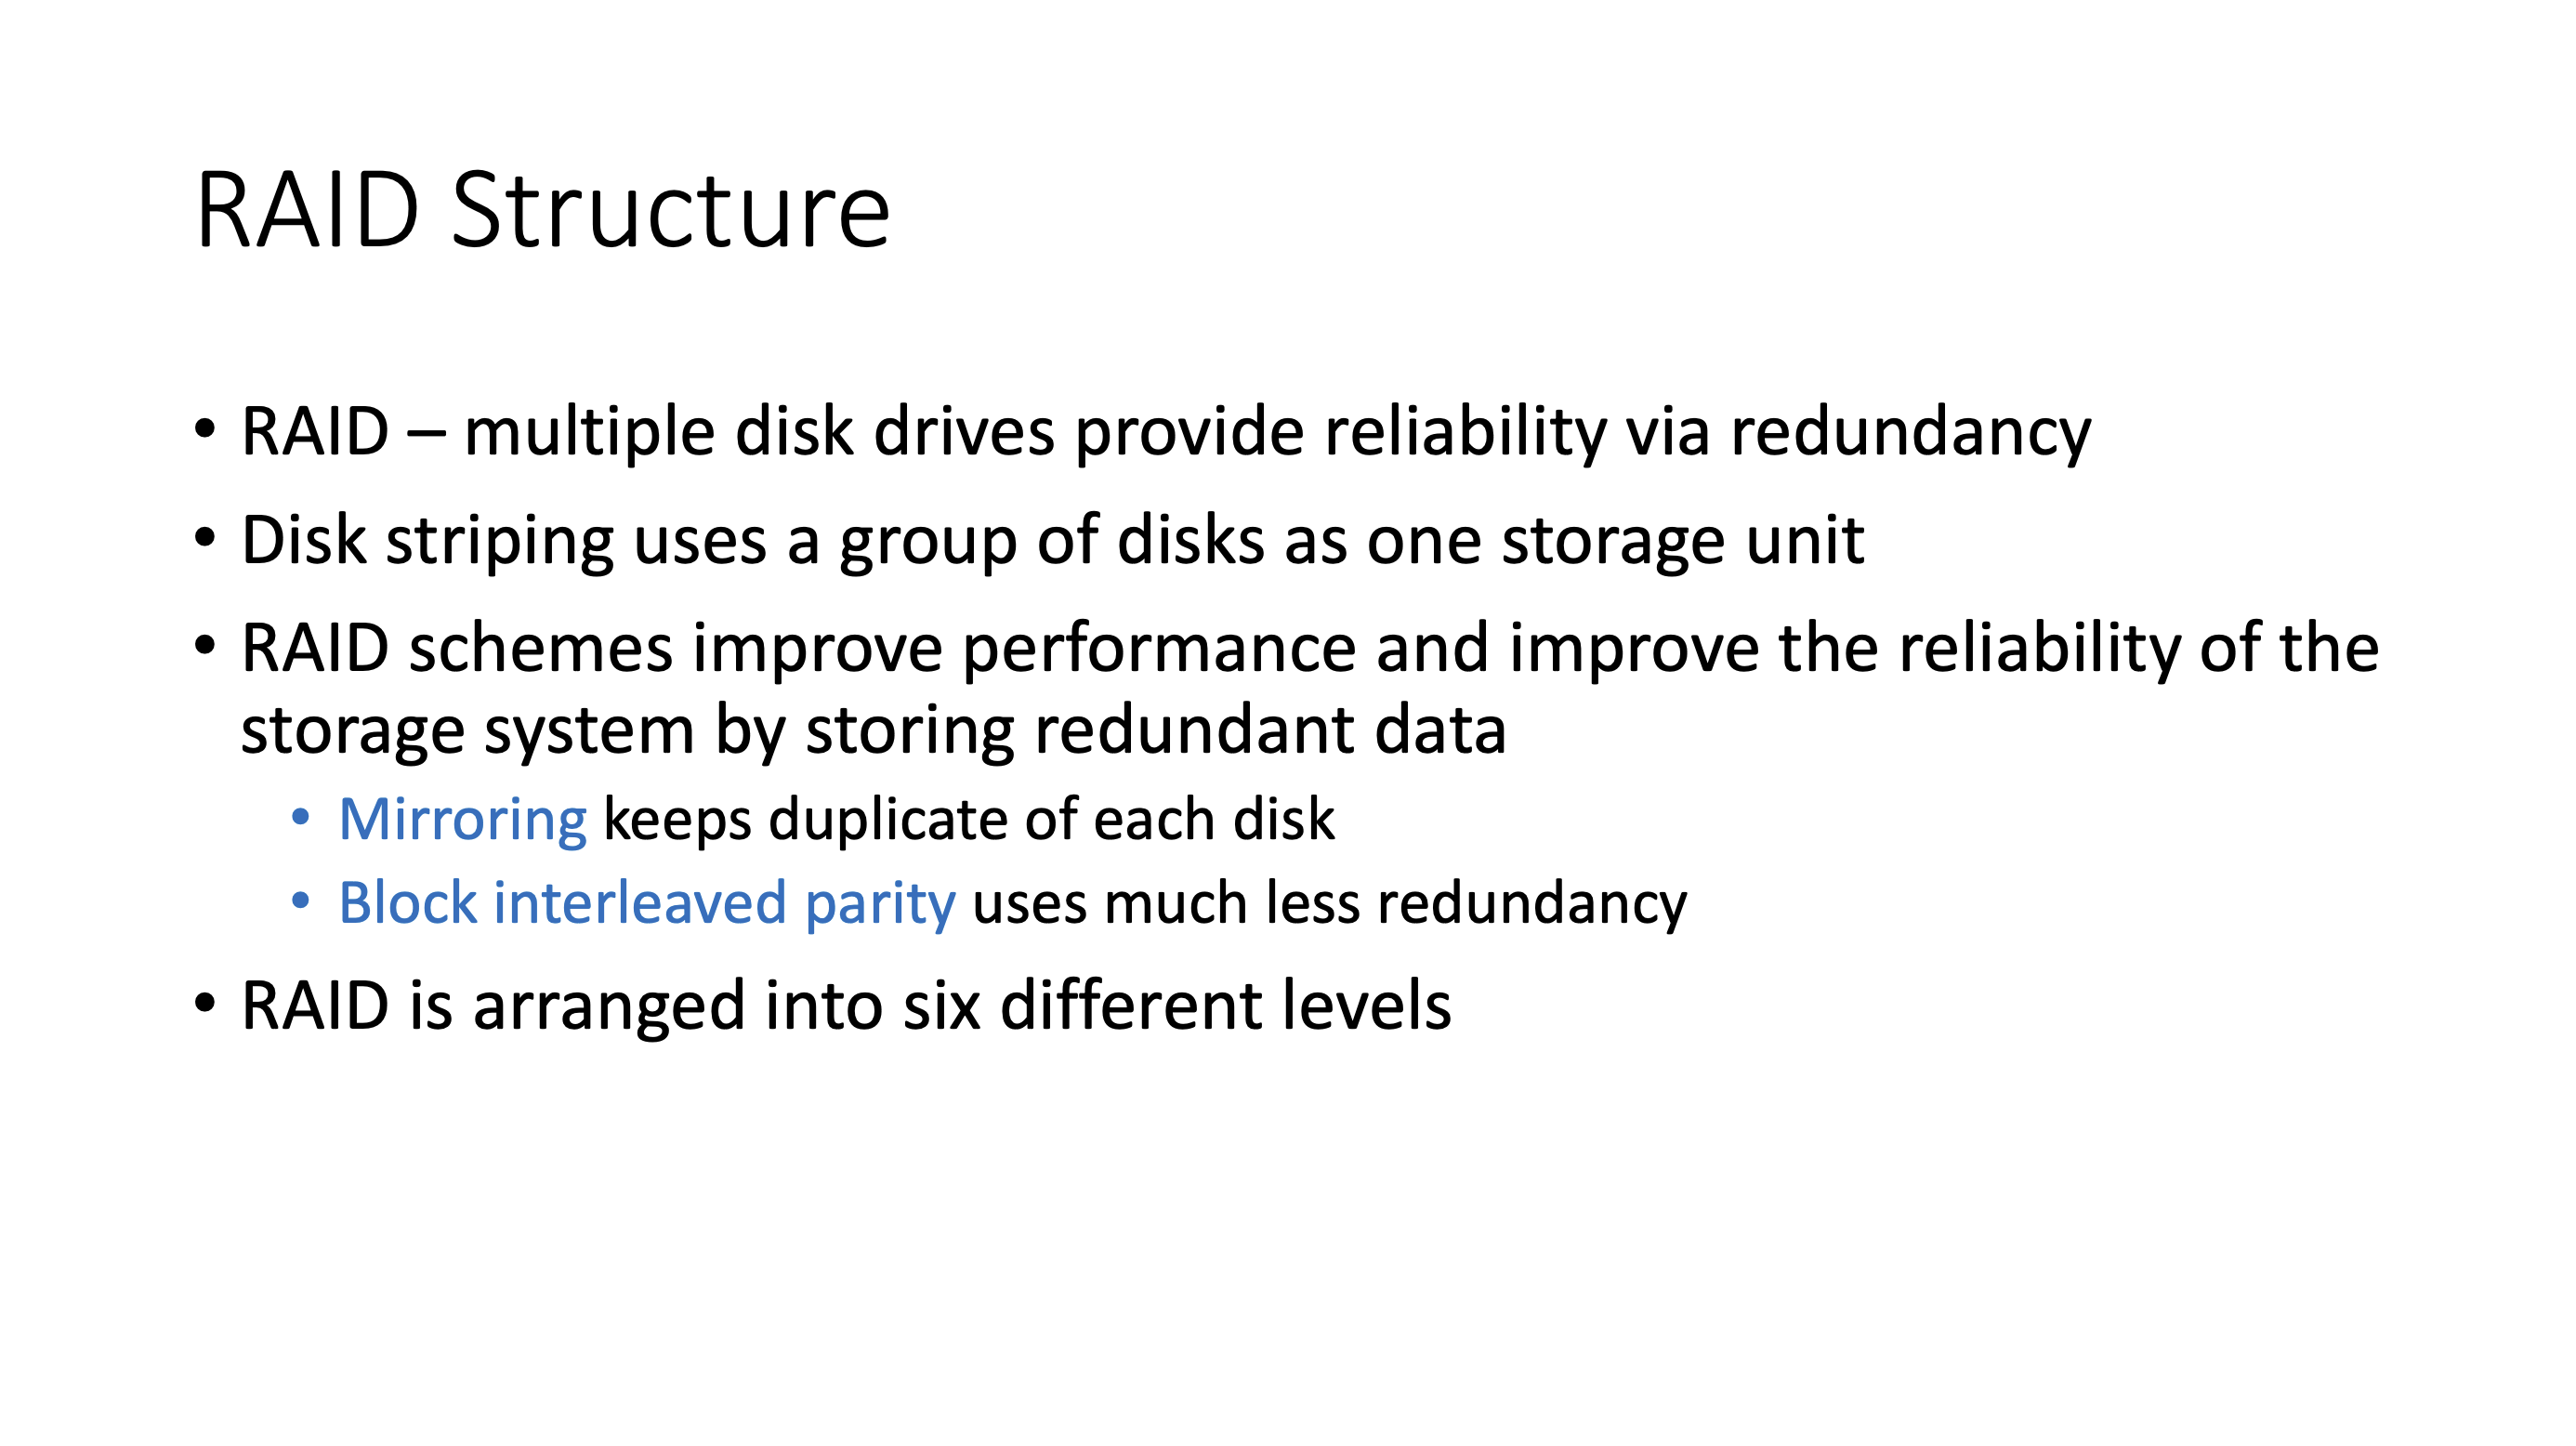 RAID Structure
• RAID – multiple disk drives provide reliability via redundancy
• Disk striping uses a group of disks as one storage unit
• RAID schemes improve performance and improve the reliability of the
storage system by storing redundant data
• Mirroring keeps duplicate of each disk
• Block interleaved parity uses much less redundancy
• RAID is arranged into six different levels